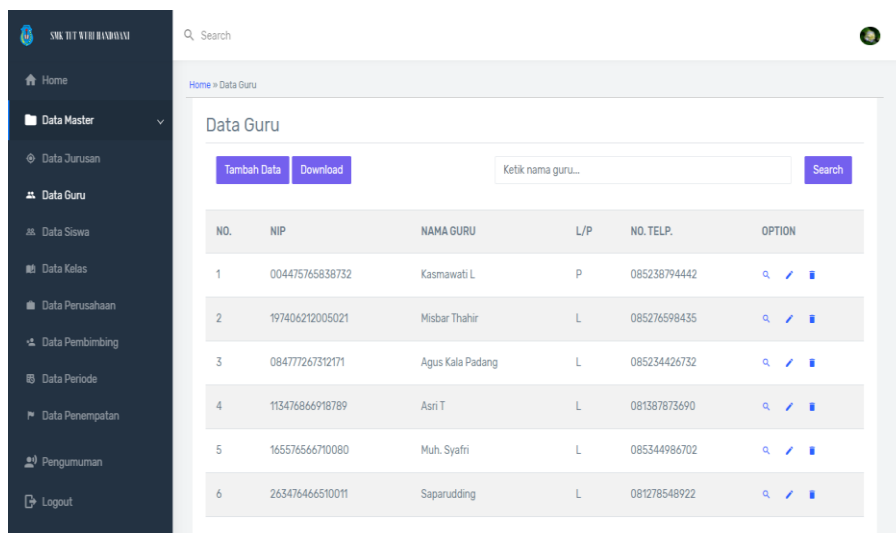 SMK TUT WURI HANDAYANI
Search
Home
Data Master
Data Jurusan
Data Guru
Data Siswa
Data Kelas
Data Perusahaan
Data Pembimbing
Data Periode
Data Penempatan
Pengumuman
Logout
Home » Data Guru
Data Guru
Tambah Data Download Ketik nama guru... Search
NO. NIP NAMA GURU L/P NO. TELP. OPTION
1 004475765838732 Kasmawati L P 085238794442
2 197406212005021 Misbar Thahir L 085276598435
3 084777267312171 Agus Kala Padang L 085234426732
4 113476866918789 Asri T L 081387873690
5 165576566710080 Muh. Syafri L 085344986702
6 263476466510011 Saparudding L 081278548922